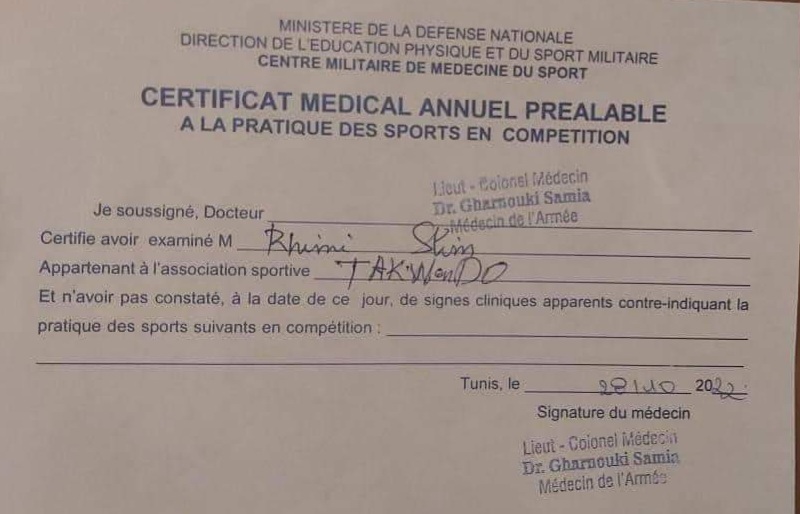 MINISTERE DE LA DEFENSE NATIONALE
DIRECTION DE L'EDUCATION PHYSIQUE ET DU SPORT MILITAIRE
CENTRE MILITAIRE DE MEDECINE DU SPORT
CERTIFICAT MEDICAL ANNUEL PREALABLE
A LA PRATIQUE DES SPORTS EN COMPETITION
Lieut - Colonel Médecin
Dr. Gharnouki Samia
Médecin de l'Armée
Je soussigné, Docteur
Certifie avoir examiné M Rhimi
Appartenant à l'association sportive TAKWonDO
Et n'avoir pas constaté, à la date de ce jour, de signes cliniques apparents contre-indiquant la
pratique des sports suivants en compétition :
Tunis, le 28/10 2022
Signature du médecin
Lieut - Colonel Médecin
Dr. Gharnouki Samia
Médecin de l'Armée